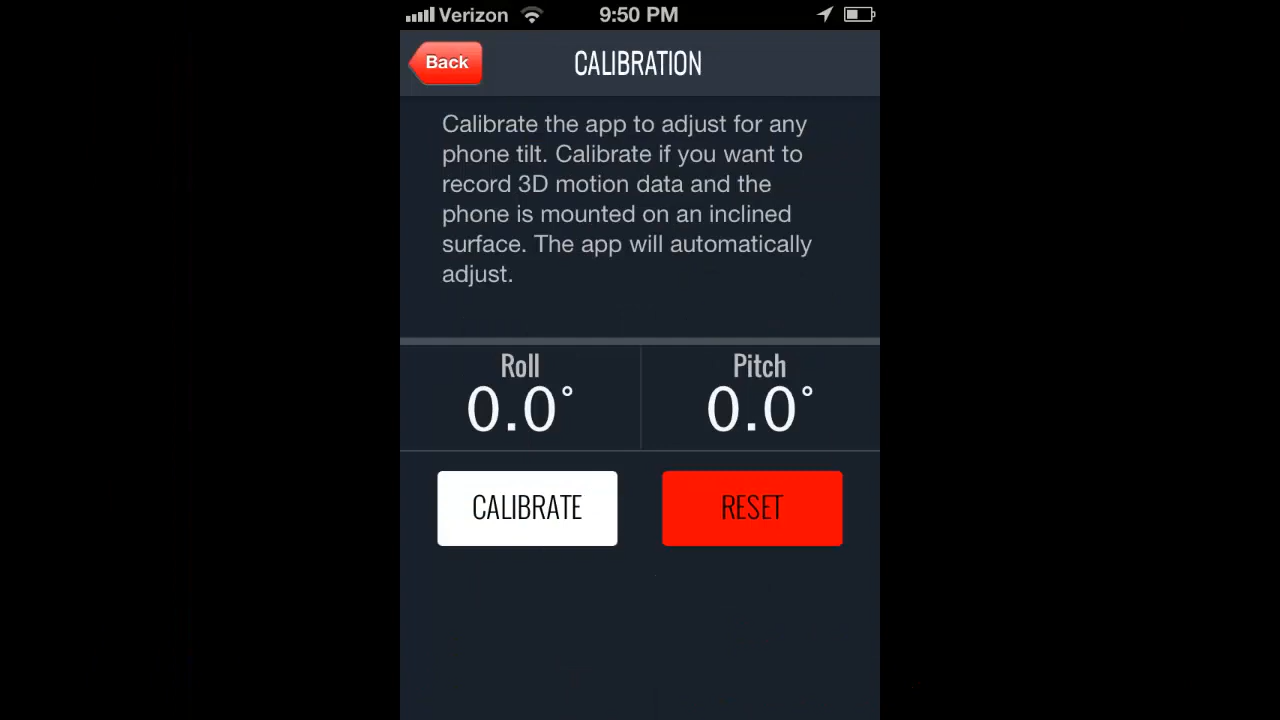 Verizon 9:50 PM
Back CALIBRATION
Calibrate the app to adjust for any
phone tilt. Calibrate if you want to
record 3D motion data and the
phone is mounted on an inclined
surface. The app will automatically
adjust.
Roll Pitch
0.0° 0.0°
CALIBRATE RESET